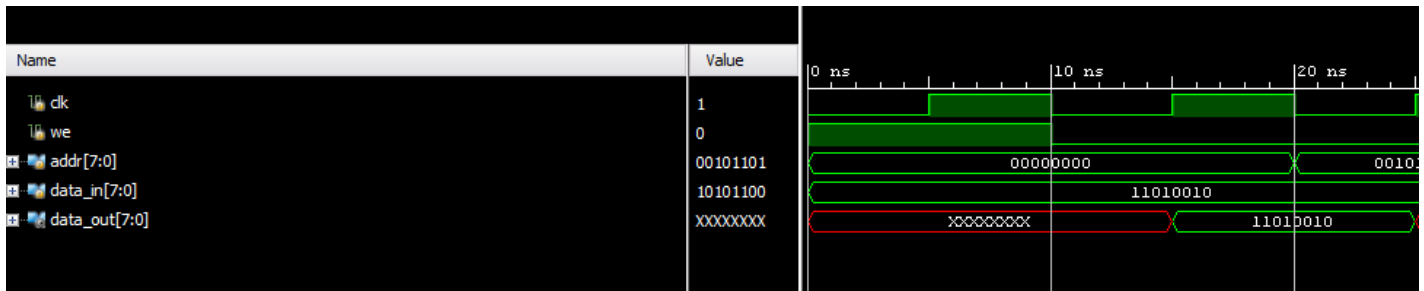 Name Value
0 ns 10 ns 20 ns
clk 1
we 0
addr[7:0] 00101101 00000000 0010
data_in[7:0] 10101100 11010010
data_out[7:0] XXXXXXXX XXXXXXXX 11010010